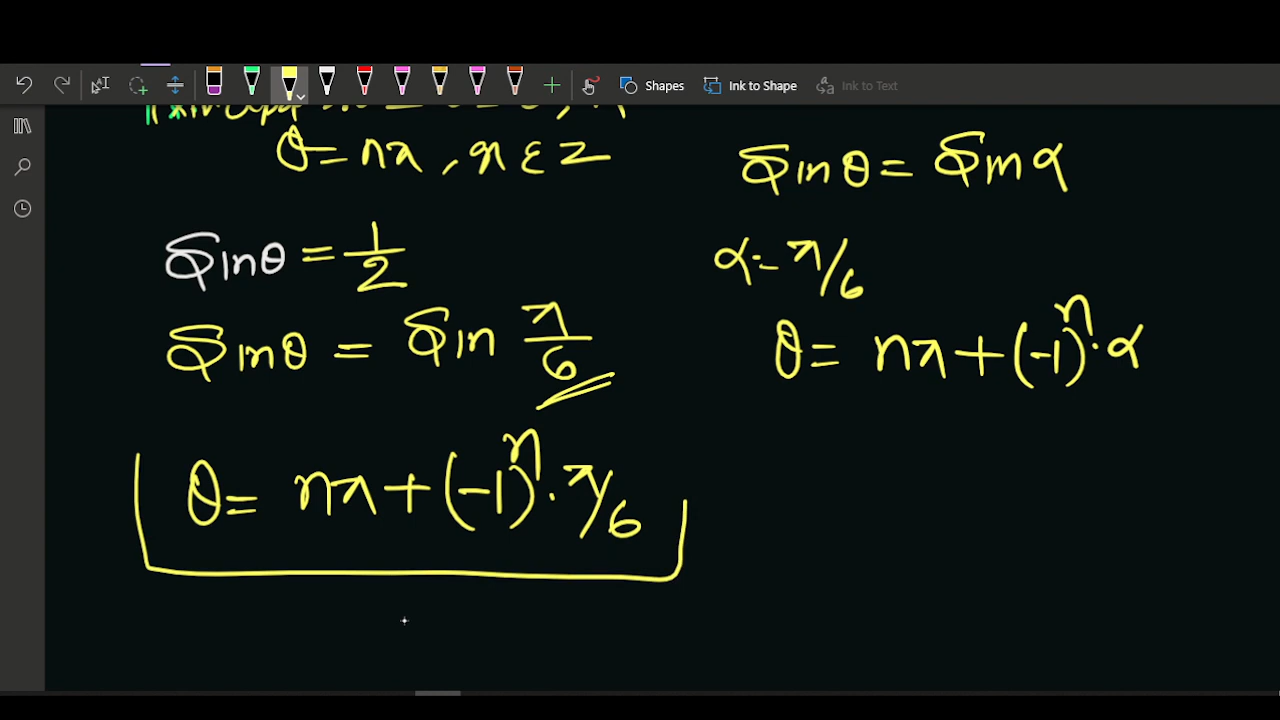 Shapes
Ink to Shape
Ink to Text
θ = nπ , n ∈ Z
Sinθ = 1/2
Sinθ = Sin π/6
θ = nπ + (-1)^n · π/6
Sinθ = Sin α
α = π/6
θ = nπ + (-1)^n · α